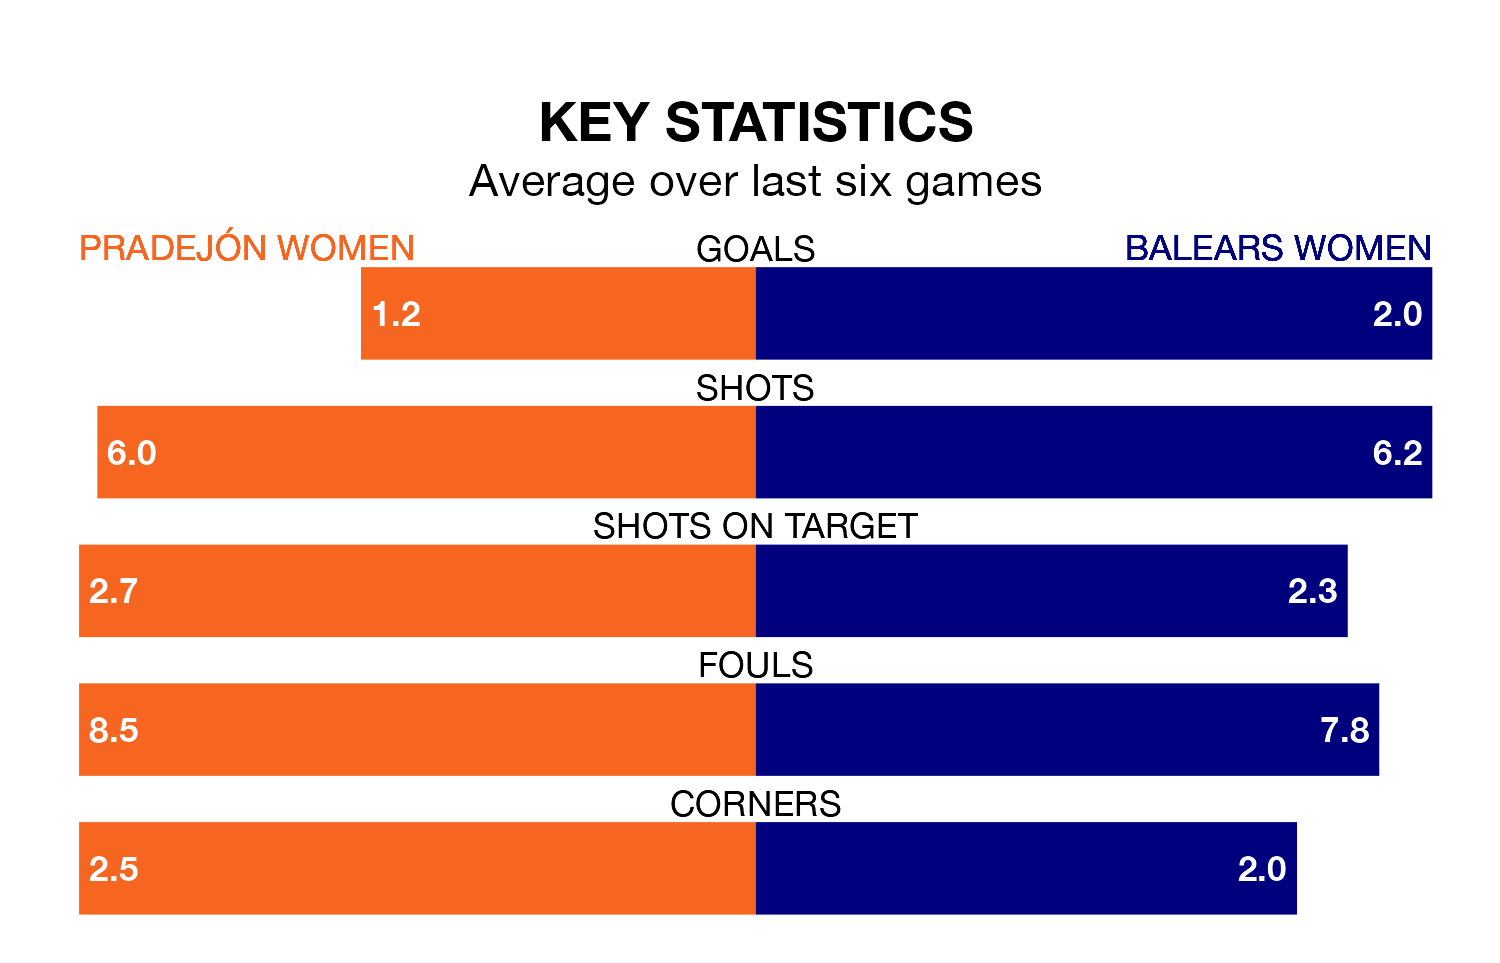 KEY STATISTICS
Average over last six games
PRADEJÓN WOMEN GOALS BALEARS WOMEN
1.2 2.0
SHOTS
6.0 6.2
SHOTS ON TARGET
2.7 2.3
FOULS
8.5 7.8
CORNERS
2.5 2.0